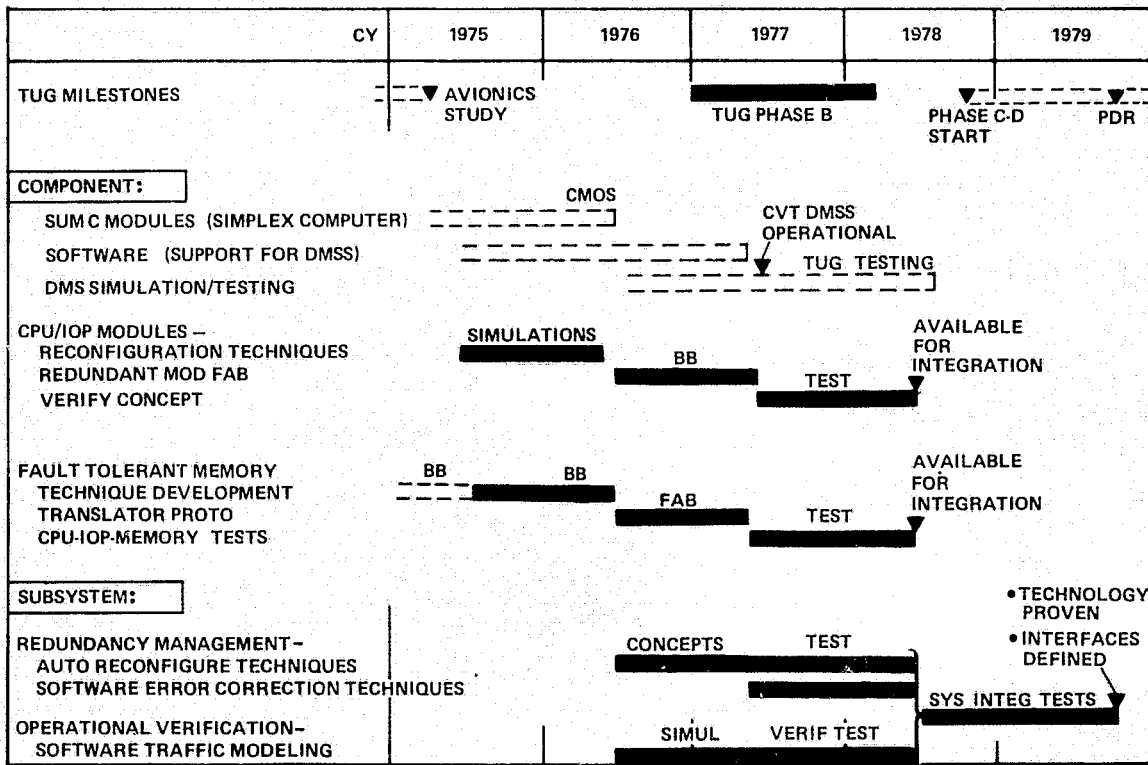 CY 1975 1976 1977 1978 1979
TUG MILESTONES
AVIONICS
STUDY
TUG PHASE B
PHASE C-D
START
PDR
COMPONENT:
CMOS
SUMC MODULES (SIMPLEX COMPUTER)
CVT DMSS
OPERATIONAL
SOFTWARE (SUPPORT FOR DMSS)
TUG TESTING
DMS SIMULATION/TESTING
CPU/IOP MODULES –
SIMULATIONS
RECONFIGURATION TECHNIQUES
BB
REDUNDANT MOD FAB
TEST
VERIFY CONCEPT
AVAILABLE
FOR
INTEGRATION
FAULT TOLERANT MEMORY
BB
BB
TECHNIQUE DEVELOPMENT
FAB
TRANSLATOR PROTO
TEST
CPU-IOP-MEMORY TESTS
AVAILABLE
FOR
INTEGRATION
SUBSYSTEM:
• TECHNOLOGY
PROVEN
• INTERFACES
DEFINED
REDUNDANCY MANAGEMENT–
CONCEPTS TEST
AUTO RECONFIGURE TECHNIQUES
SOFTWARE ERROR CORRECTION TECHNIQUES
SYS INTEG TESTS
OPERATIONAL VERIFICATION–
SIMUL VERIF TEST
SOFTWARE TRAFFIC MODELING